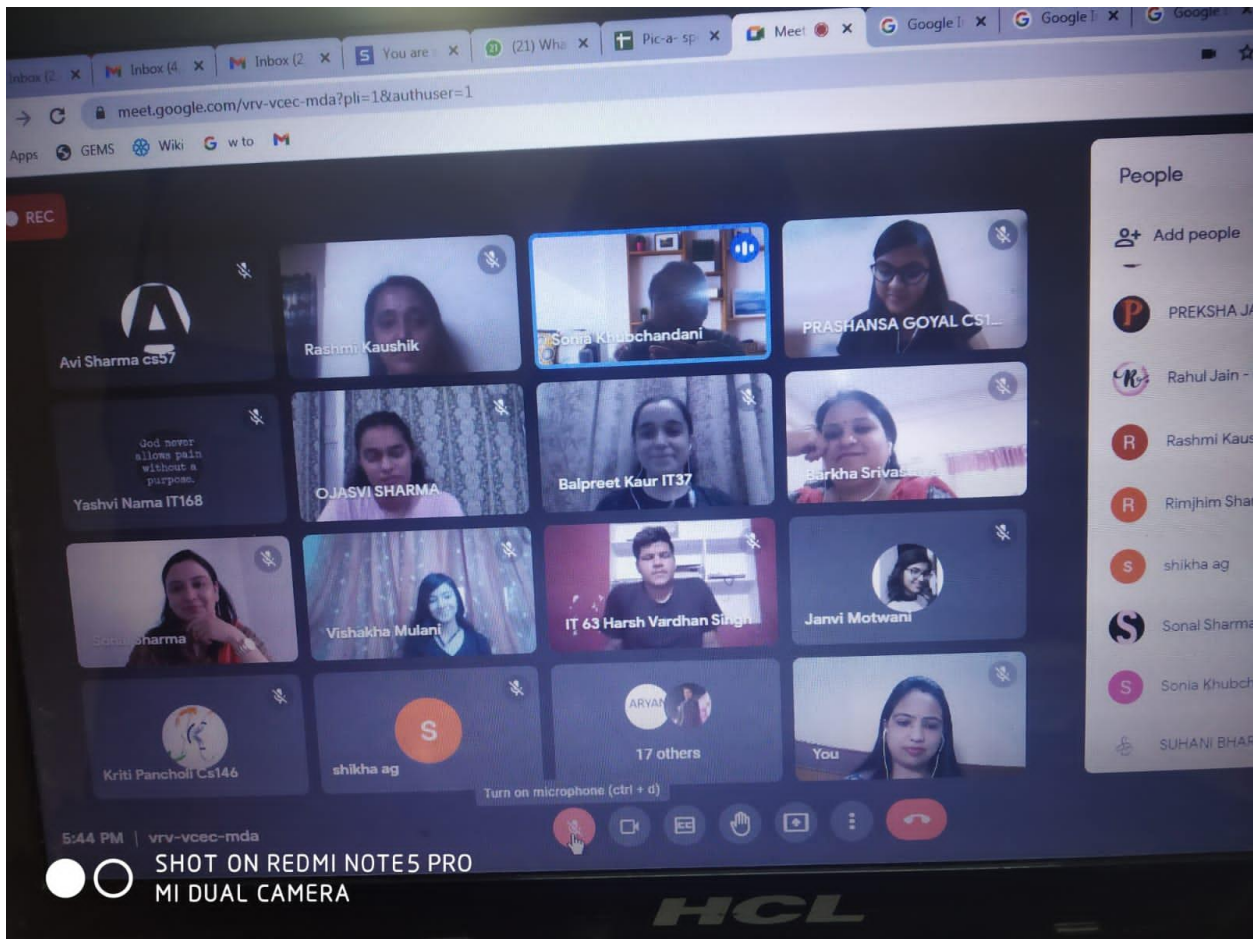 Inbox (2
Inbox (4
Inbox (2
You are
(21) Wha
Pic-a- sp
Meet
Google I
Google I
Google
meet.google.com/vrv-vcec-mda?pli=1&authuser=1
Apps
GEMS
Wiki
w to
REC
People
Add people
PREKSHA JA
Rahul Jain -
Rashmi Kaus
Rimjhim Sha
shikha ag
Sonal Sharma
Sonia Khubch
SUHANI BHAR
Avi Sharma cs57
Rashmi Kaushik
Sonia Khubchandani
PRASHANSA GOYAL CS1...
God never
allows pain
without a
purpose.
Yashvi Nama IT168
OJASVI SHARMA
Balpreet Kaur IT37
Barkha Srivas
Sharma
Vishakha Mulani
IT 63 Harsh Vardhan Singh
Janvi Motwani
Kriti Pancholi Cs146
S
shikha ag
ARYAN
17 others
You
Turn on microphone (ctrl + d)
5:44 PM | vrv-vcec-mda
SHOT ON REDMI NOTE5 PRO
MI DUAL CAMERA
HCL